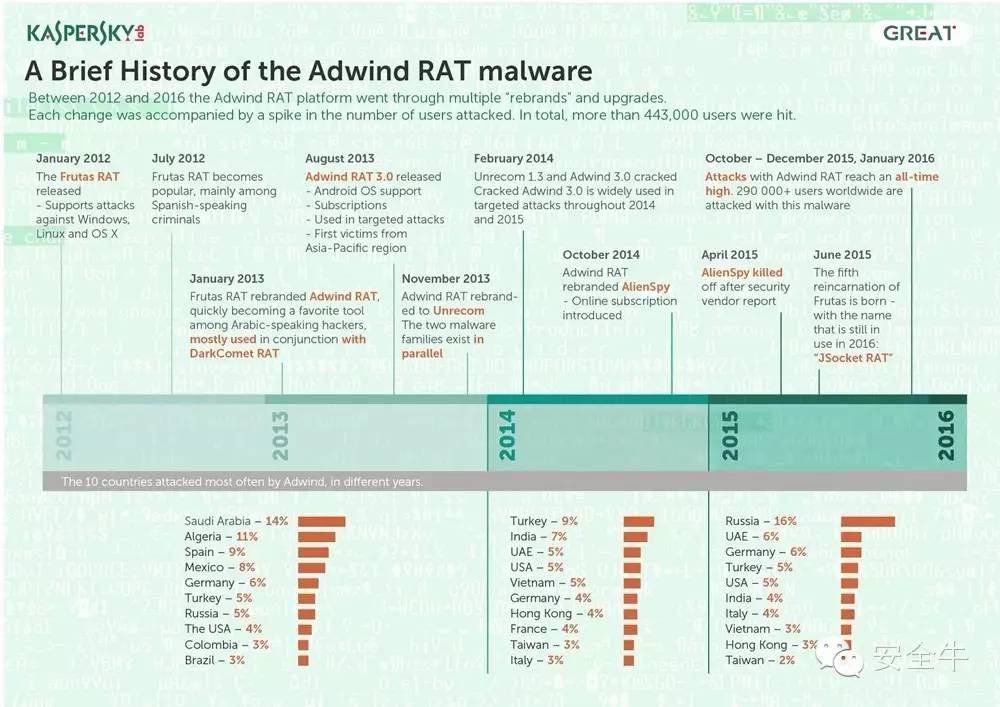 KASPERSKY lab
GREAT
A Brief History of the Adwind RAT malware
Between 2012 and 2016 the Adwind RAT platform went through multiple "rebrands" and upgrades.
Each change was accompanied by a spike in the number of users attacked. In total, more than 443,000 users were hit.
January 2012
The Frutas RAT
released
- Supports attacks
against Windows,
Linux and OS X
July 2012
Frutas RAT becomes
popular, mainly among
Spanish-speaking
criminals
August 2013
Adwind RAT 3.0 released
- Android OS support
- Subscriptions
- Used in targeted attacks
- First victims from
Asia-Pacific region
February 2014
Unrecom 1.3 and Adwind 3.0 cracked
Cracked Adwind 3.0 is widely used in
targeted attacks throughout 2014
and 2015
October – December 2015, January 2016
Attacks with Adwind RAT reach an all-time
high. 290 000+ users worldwide are
attacked with this malware
January 2013
Frutas RAT rebranded Adwind RAT,
quickly becoming a favorite tool
among Arabic-speaking hackers,
mostly used in conjunction with
DarkComet RAT
November 2013
Adwind RAT rebrand-
ed to Unrecom
The two malware
families exist in
parallel
October 2014
Adwind RAT
rebranded AlienSpy
- Online subscription
introduced
April 2015
AlienSpy killed
off after security
vendor report
June 2015
The fifth
reincarnation of
Frutas is born -
with the name
that is still in
use in 2016:
"JSocket RAT"
2012
2013
2014
2015
2016
The 10 countries attacked most often by Adwind, in different years.
Saudi Arabia – 14%
Algeria – 11%
Spain – 9%
Mexico – 8%
Germany – 6%
Turkey – 5%
Russia – 5%
The USA – 4%
Colombia – 3%
Brazil – 3%
Turkey – 9%
India – 7%
UAE – 5%
USA – 5%
Vietnam – 5%
Germany – 4%
Hong Kong – 4%
France – 4%
Taiwan – 3%
Italy – 3%
Russia – 16%
UAE – 6%
Germany – 6%
Turkey – 5%
USA – 5%
India – 4%
Italy – 4%
Vietnam – 3%
Hong Kong – 3%
Taiwan – 2%
安全牛